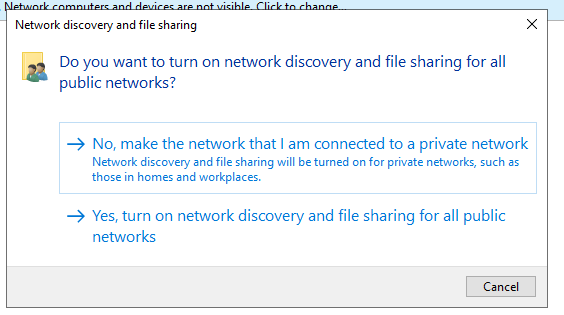 Network computers and devices are not visible. Click to change...
Network discovery and file sharing
Do you want to turn on network discovery and file sharing for all
public networks?
No, make the network that I am connected to a private network
Network discovery and file sharing will be turned on for private networks, such as
those in homes and workplaces.
Yes, turn on network discovery and file sharing for all public
networks
Cancel